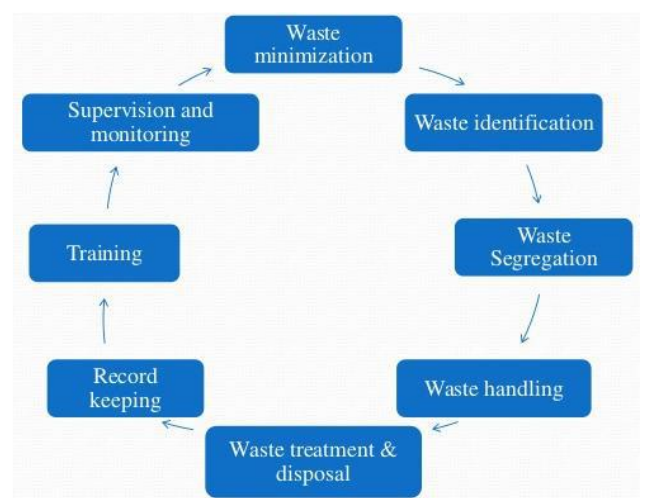 Waste
minimization
Waste identification
Waste
Segregation
Waste handling
Waste treatment &
disposal
Record
keeping
Training
Supervision and
monitoring